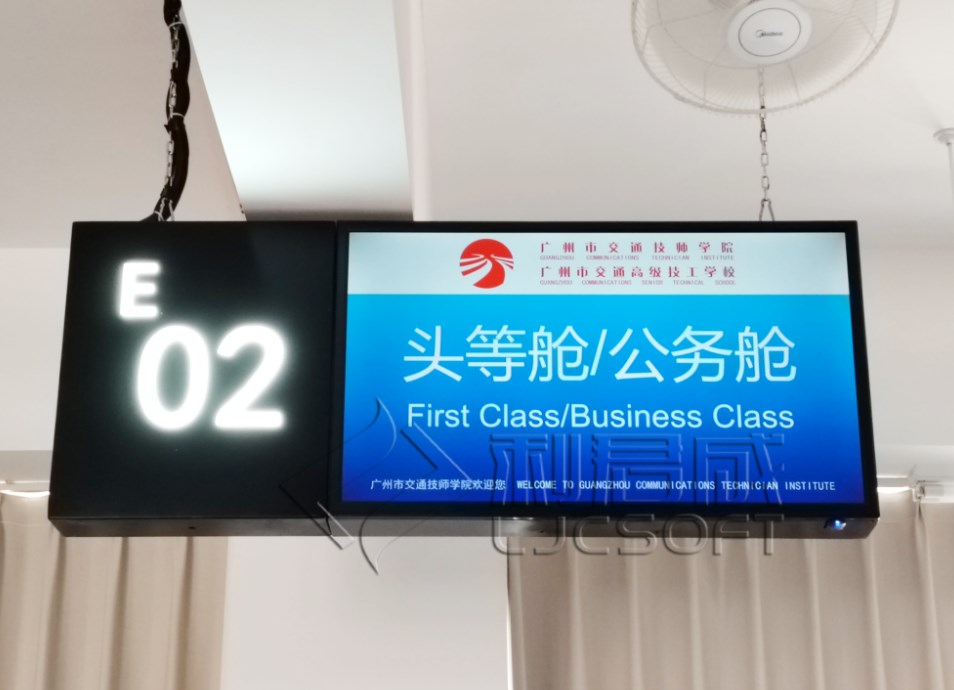 Midea
E
02
广州市交通技师学院
GUANGZHOU COMMUNICATIONS TECHNICIAN INSTITUTE
广州市交通高级技工学校
GUANGZHOU COMMUNICATIONS SENIOR TECHNICAL SCHOOL
头等舱/公务舱
First Class/Business Class
利君成
LJCSOFT
广州市交通技师学院欢迎您 WELCOME TO GUANGZHOU COMMUNICATIONS TECHNICIAN INSTITUTE